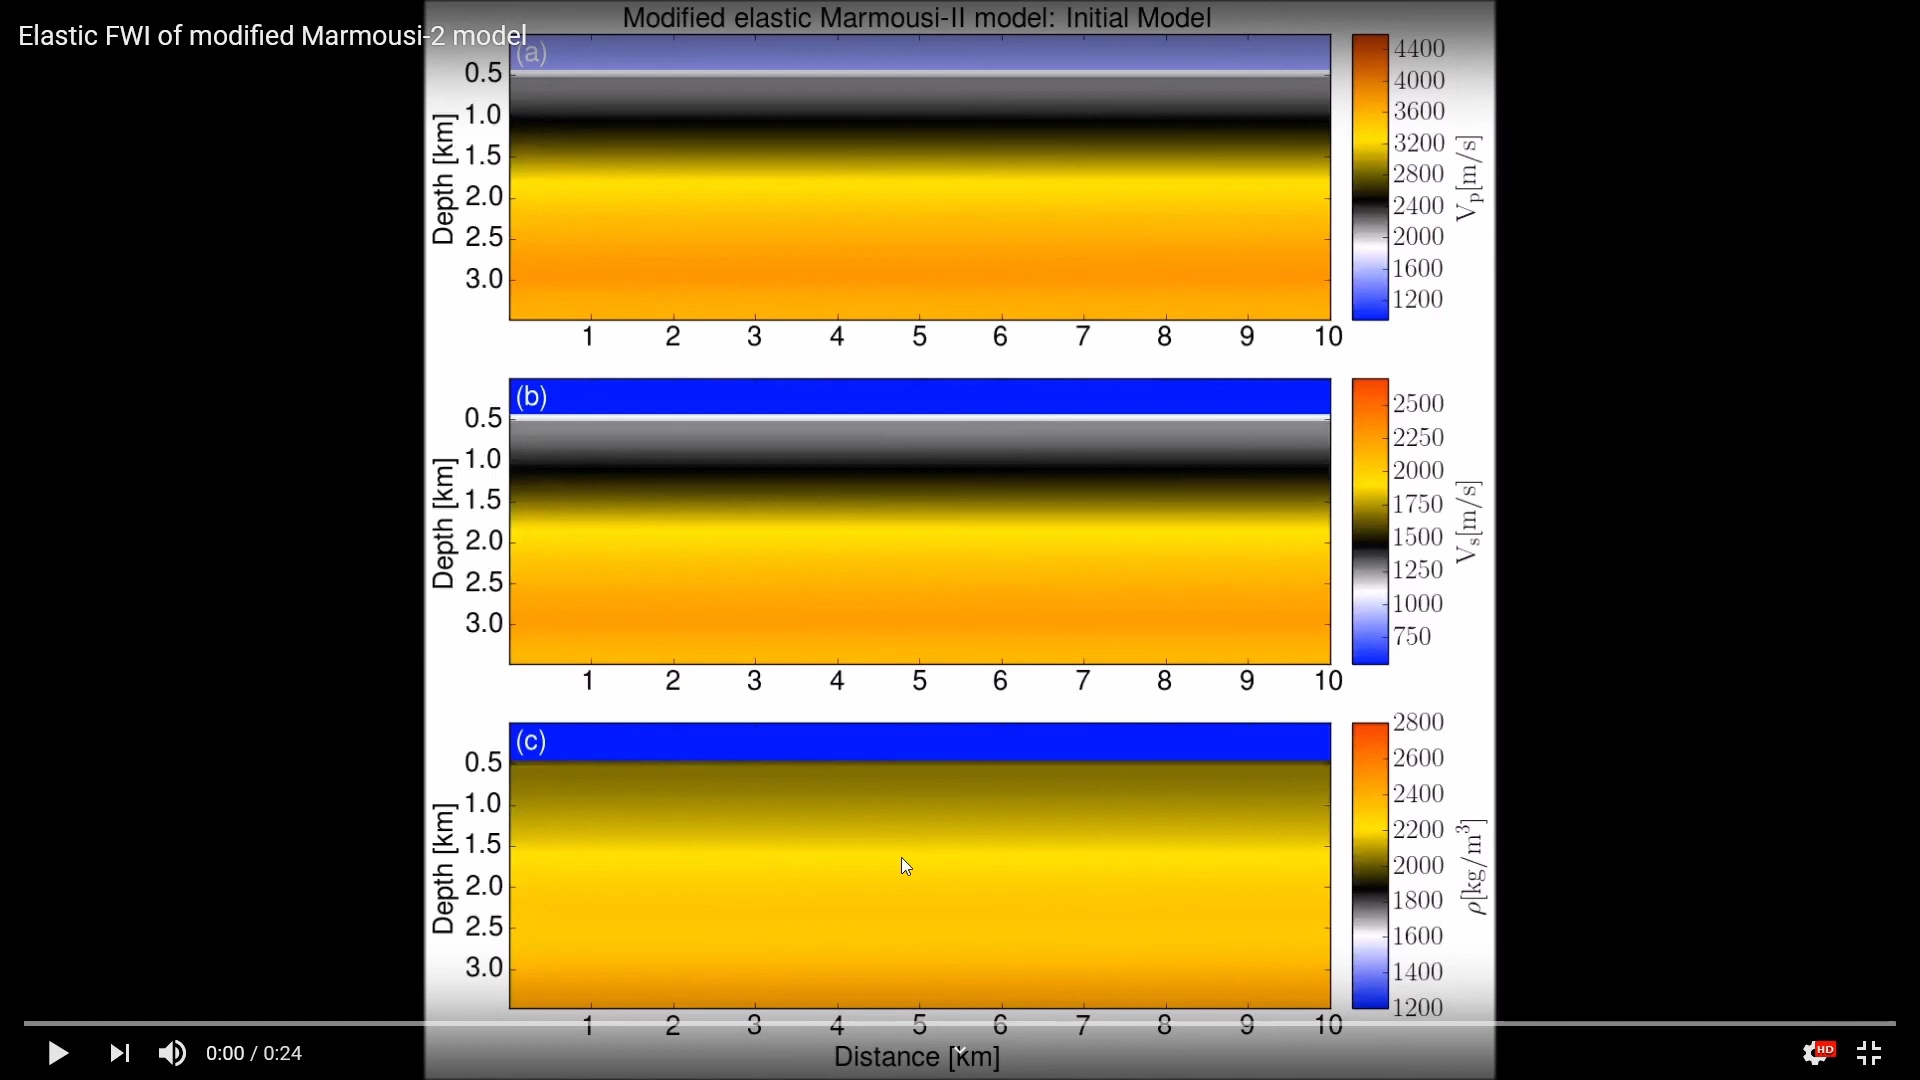 Elastic FWI of modified Marmousi-2 model
Modified elastic Marmousi-II model: Initial Model
(a)
0.5
1.0
1.5
2.0
2.5
3.0
Depth [km]
1 2 3 4 5 6 7 8 9 10
4400
4000
3600
3200
2800
2400
2000
1600
1200
Vp[m/s]
(b)
0.5
1.0
1.5
2.0
2.5
3.0
Depth [km]
1 2 3 4 5 6 7 8 9 10
2500
2250
2000
1750
1500
1250
1000
750
Vs[m/s]
(c)
0.5
1.0
1.5
2.0
2.5
3.0
Depth [km]
1 2 3 4 5 6 7 8 9 10
Distance [km]
2800
2600
2400
2200
2000
1800
1600
1400
1200
ρ[kg/m³]
0:00 / 0:24
HD